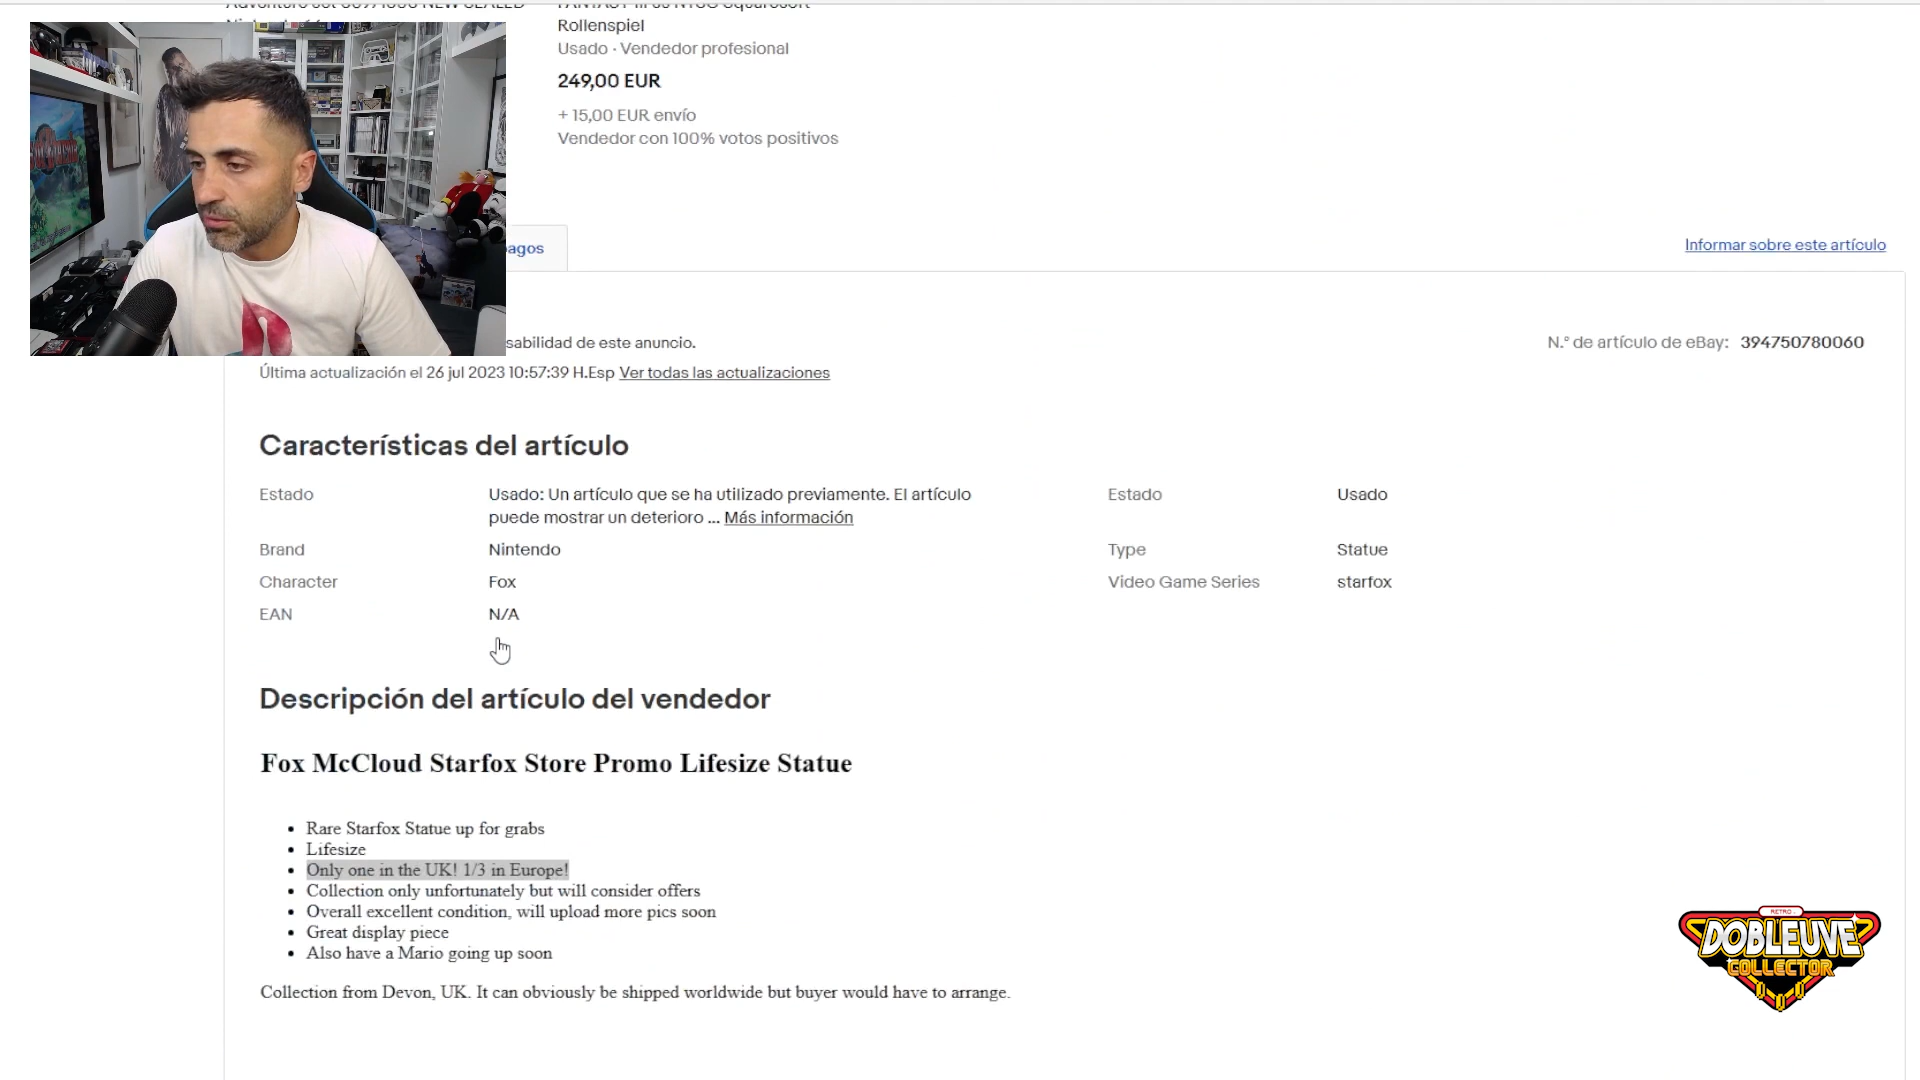 Rollenspiel
Usado · Vendedor profesional
249,00 EUR
+ 15,00 EUR envío
Vendedor con 100% votos positivos
agos
Informar sobre este artículo
sabilidad de este anuncio.
N.° de artículo de eBay: 394750780060
Última actualización el 26 jul 2023 10:57:39 H.Esp Ver todas las actualizaciones
Características del artículo
Estado
Usado: Un artículo que se ha utilizado previamente. El artículo
puede mostrar un deterioro ... Más información
Estado
Usado
Brand
Nintendo
Type
Statue
Character
Fox
Video Game Series
starfox
EAN
N/A
Descripción del artículo del vendedor
Fox McCloud Starfox Store Promo Lifesize Statue
• Rare Starfox Statue up for grabs
• Lifesize
• Only one in the UK! 1/3 in Europe!
• Collection only unfortunately but will consider offers
• Overall excellent condition, will upload more pics soon
• Great display piece
• Also have a Mario going up soon
Collection from Devon, UK. It can obviously be shipped worldwide but buyer would have to arrange.
RETRO
DOBLEUVE
COLLECTOR